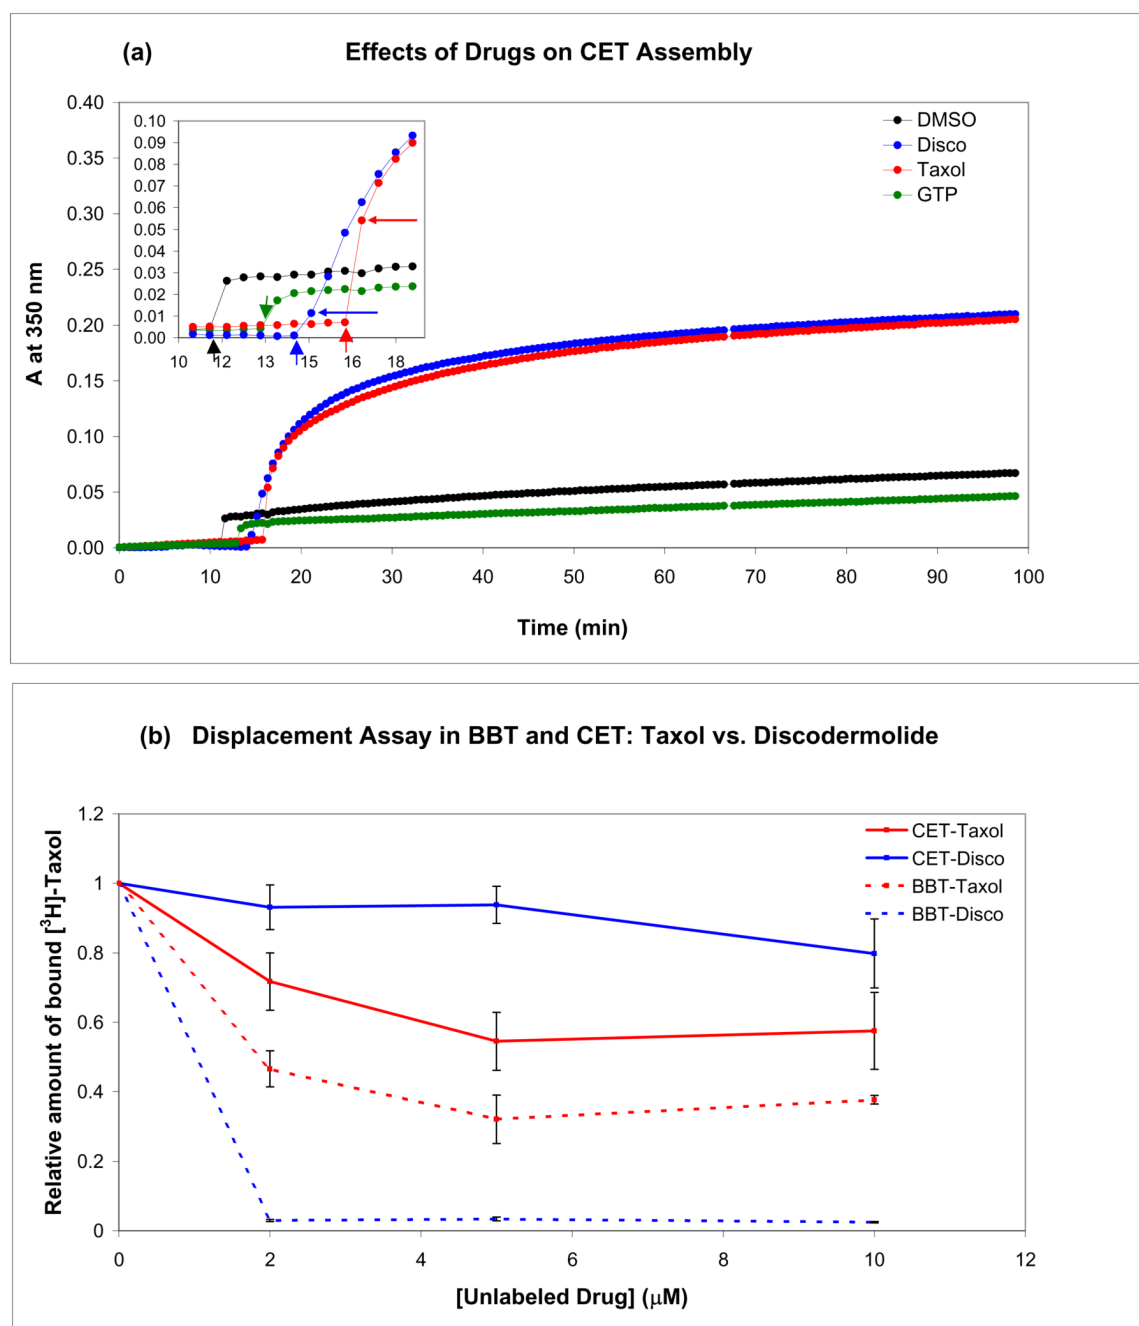 (a) Effects of Drugs on CET Assembly
0.40
0.35
0.30
0.25
0.20
0.15
0.10
0.05
0.00
A at 350 nm
0.10
0.09
0.08
0.07
0.06
0.05
0.04
0.03
0.02
0.01
0.00
10 12 13 15 16 18
DMSO
Disco
Taxol
GTP
0 10 20 30 40 50 60 70 80 90 100
Time (min)
(b) Displacement Assay in BBT and CET: Taxol vs. Discodermolide
1.2
1
0.8
0.6
0.4
0.2
0
Relative amount of bound [³H]-Taxol
CET-Taxol
CET-Disco
BBT-Taxol
BBT-Disco
0 2 4 6 8 10 12
[Unlabeled Drug] (μM)